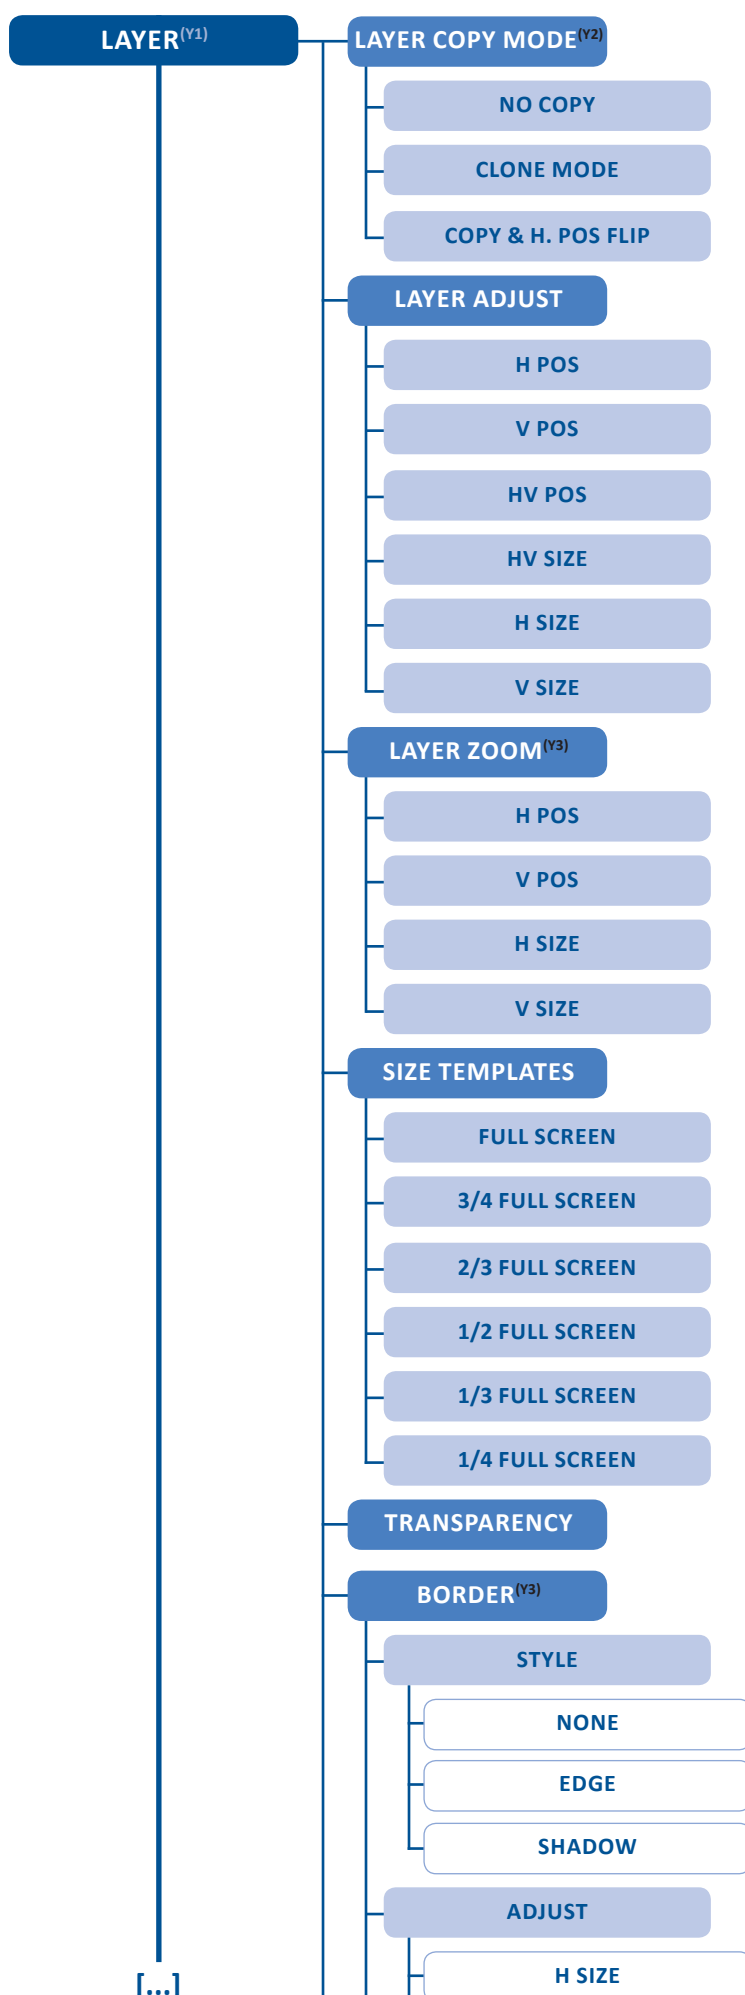 LAYER(Y1)
LAYER COPY MODE(Y2)
NO COPY
CLONE MODE
COPY & H. POS FLIP
LAYER ADJUST
H POS
V POS
HV POS
HV SIZE
H SIZE
V SIZE
LAYER ZOOM(Y3)
H POS
V POS
H SIZE
V SIZE
SIZE TEMPLATES
FULL SCREEN
3/4 FULL SCREEN
2/3 FULL SCREEN
1/2 FULL SCREEN
1/3 FULL SCREEN
1/4 FULL SCREEN
TRANSPARENCY
BORDER(Y3)
STYLE
NONE
EDGE
SHADOW
ADJUST
H SIZE
[...]